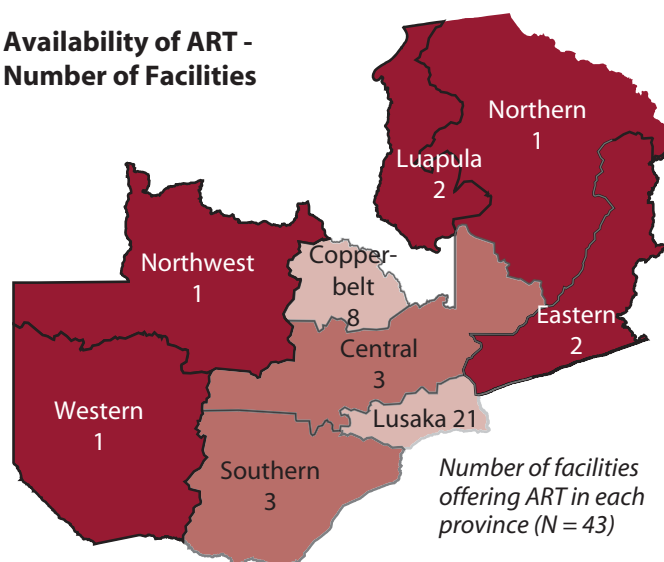 Availability of ART -
Number of Facilities
Northern
1
Luapula
2
Northwest
1
Copper-
belt
8
Eastern
2
Central
3
Western
1
Lusaka 21
Southern
3
Number of facilities
offering ART in each
province (N = 43)